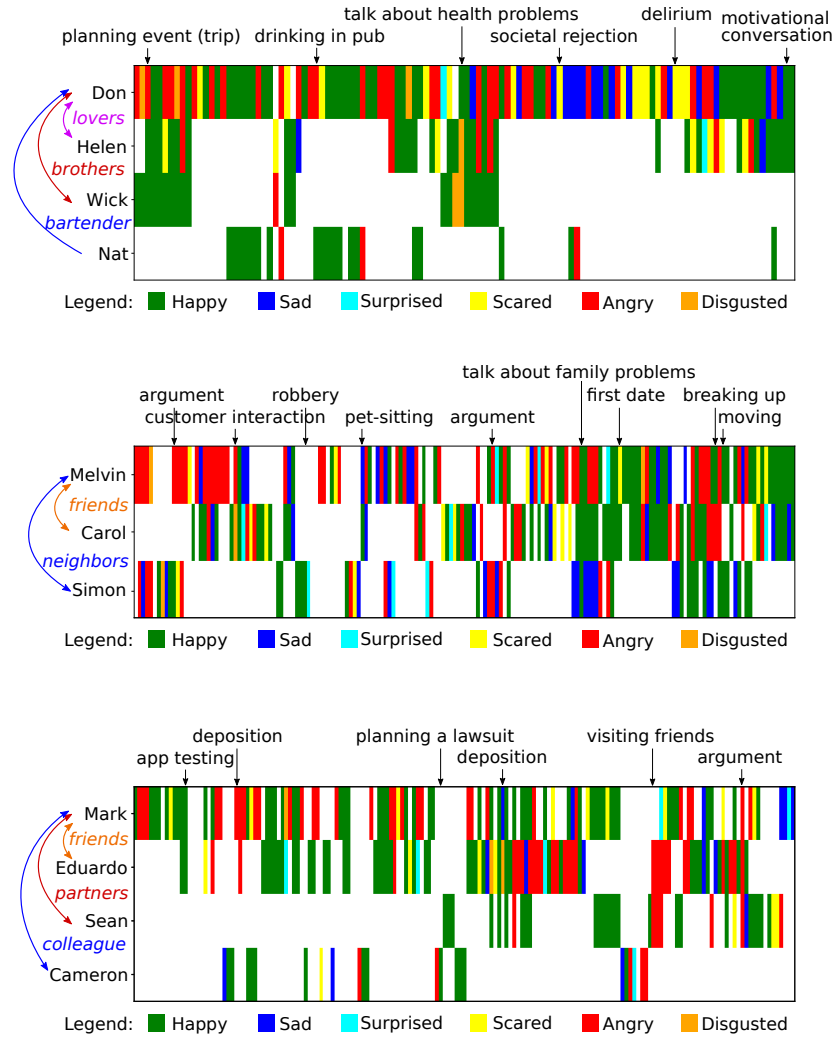 talk about health problems
motivational
delirium
planning event (trip) drinking in pub societal rejection conversation
Don
lovers
Helen
brothers
Wick
bartender
Nat
Legend: Happy Sad Surprised Scared Angry Disgusted
talk about family problems
argument robbery first date breaking up
customer interaction pet-sitting argument moving
Melvin
friends
Carol
neighbors
Simon
Legend: Happy Sad Surprised Scared Angry Disgusted
deposition planning a lawsuit visiting friends
app testing deposition argument
Mark
friends
Eduardo
partners
Sean
colleague
Cameron
Legend: Happy Sad Surprised Scared Angry Disgusted